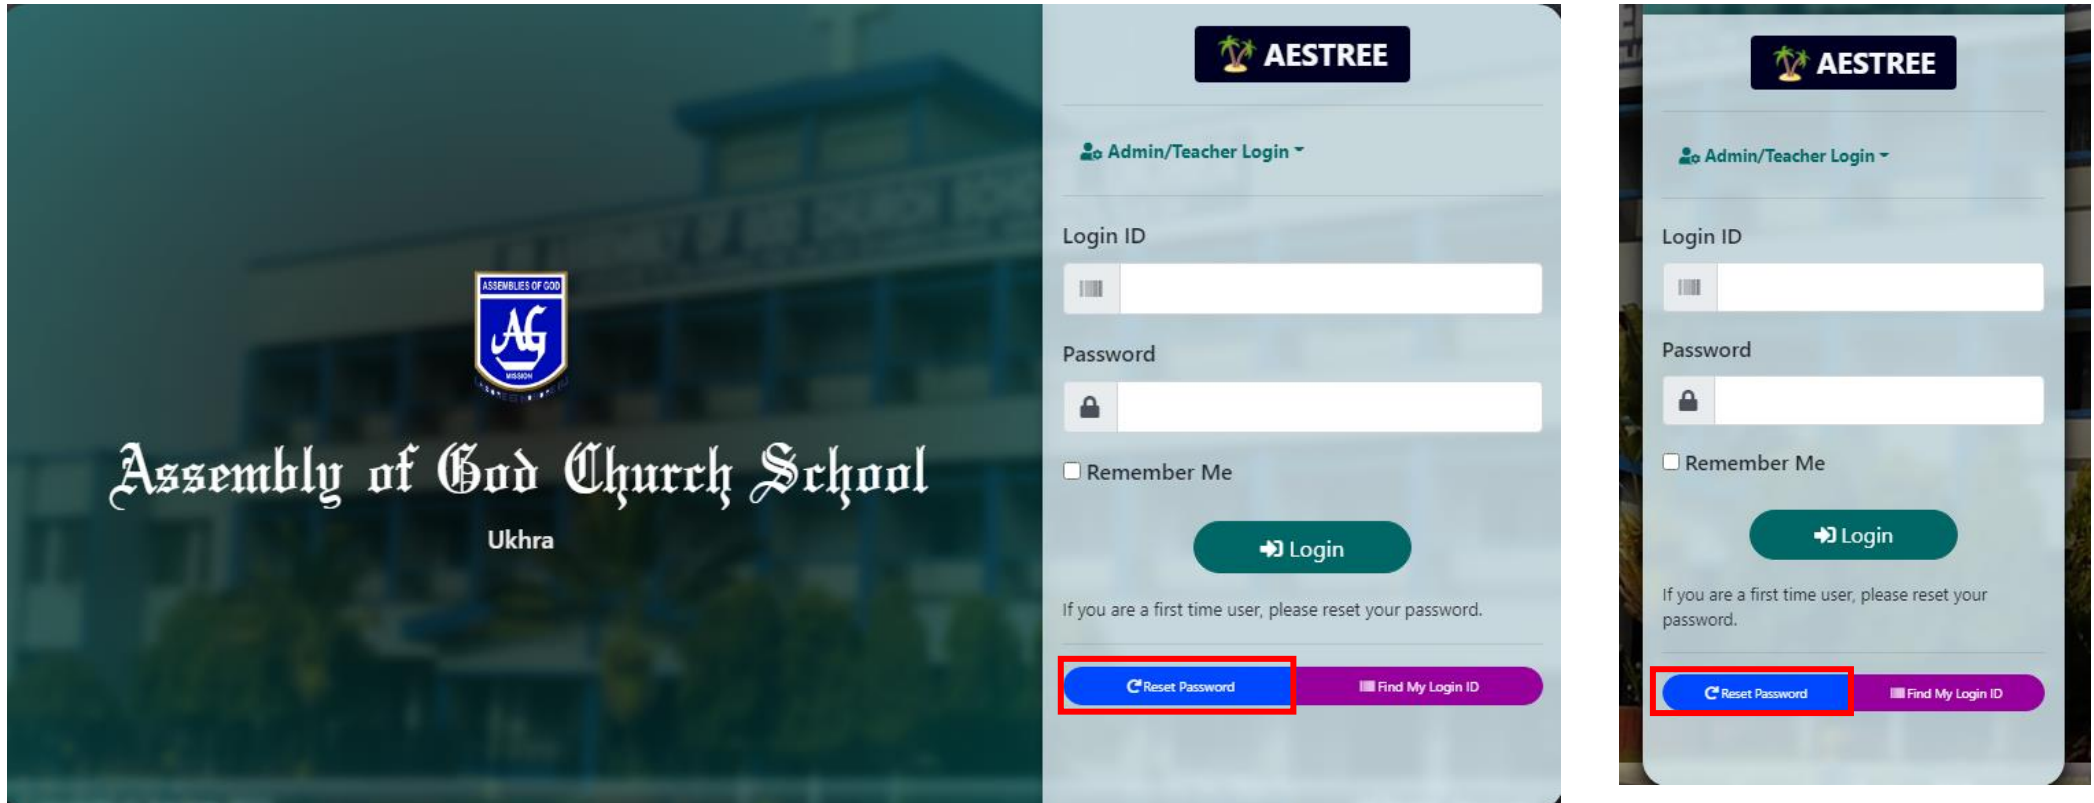 ASSEMBLIES OF GOD
AG
MISSION
Assembly of God Church School
Ukhra
AESTREE
Admin/Teacher Login
Login ID
Password
Remember Me
Login
If you are a first time user, please reset your password.
Reset Password
Find My Login ID
AESTREE
Admin/Teacher Login
Login ID
Password
Remember Me
Login
If you are a first time user, please reset your
password.
Reset Password
Find My Login ID